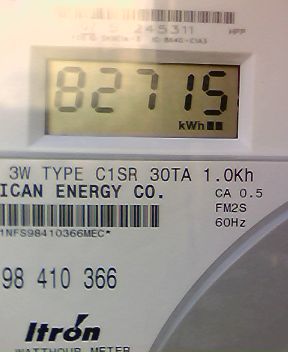 245311
82715
kWh
3W TYPE C1SR 30TA 1.0Kh
ICAN ENERGY CO.
CA 0.5
FM2S
60Hz
1NFS98410366MEC*
98 410 366
Itron
WATTHOUR METER